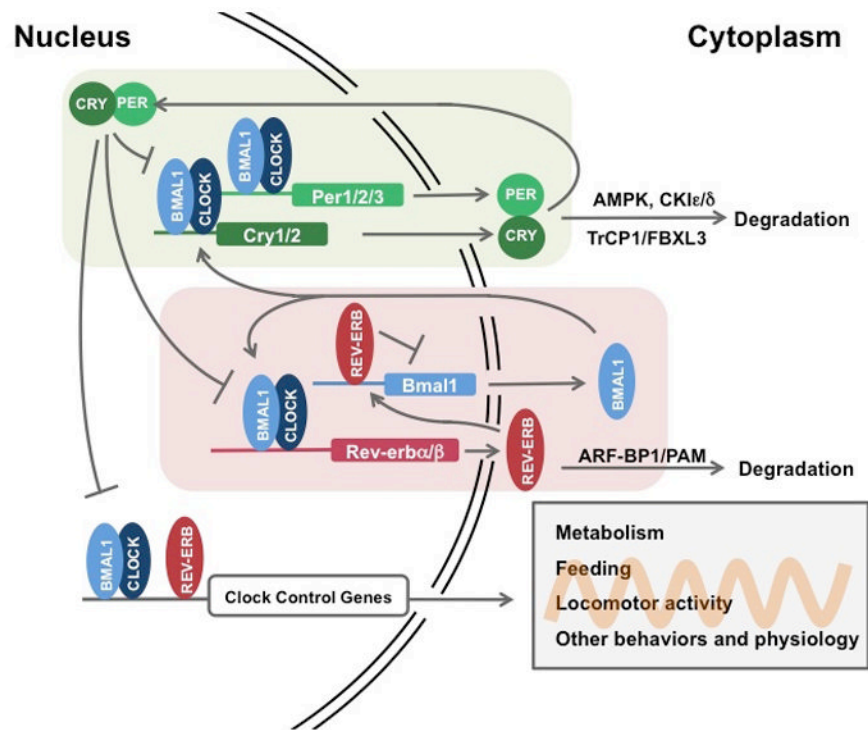 Nucleus
Cytoplasm
CRY PER
BMAL1 CLOCK
BMAL1 CLOCK
Per1/2/3
Cry1/2
PER
CRY
AMPK, CKIε/δ
TrCP1/FBXL3
Degradation
REV-ERB
Bmal1
BMAL1
BMAL1 CLOCK
Rev-erbα/β
REV-ERB
ARF-BP1/PAM
Degradation
BMAL1 CLOCK
REV-ERB
Clock Control Genes
Metabolism
Feeding
Locomotor activity
Other behaviors and physiology